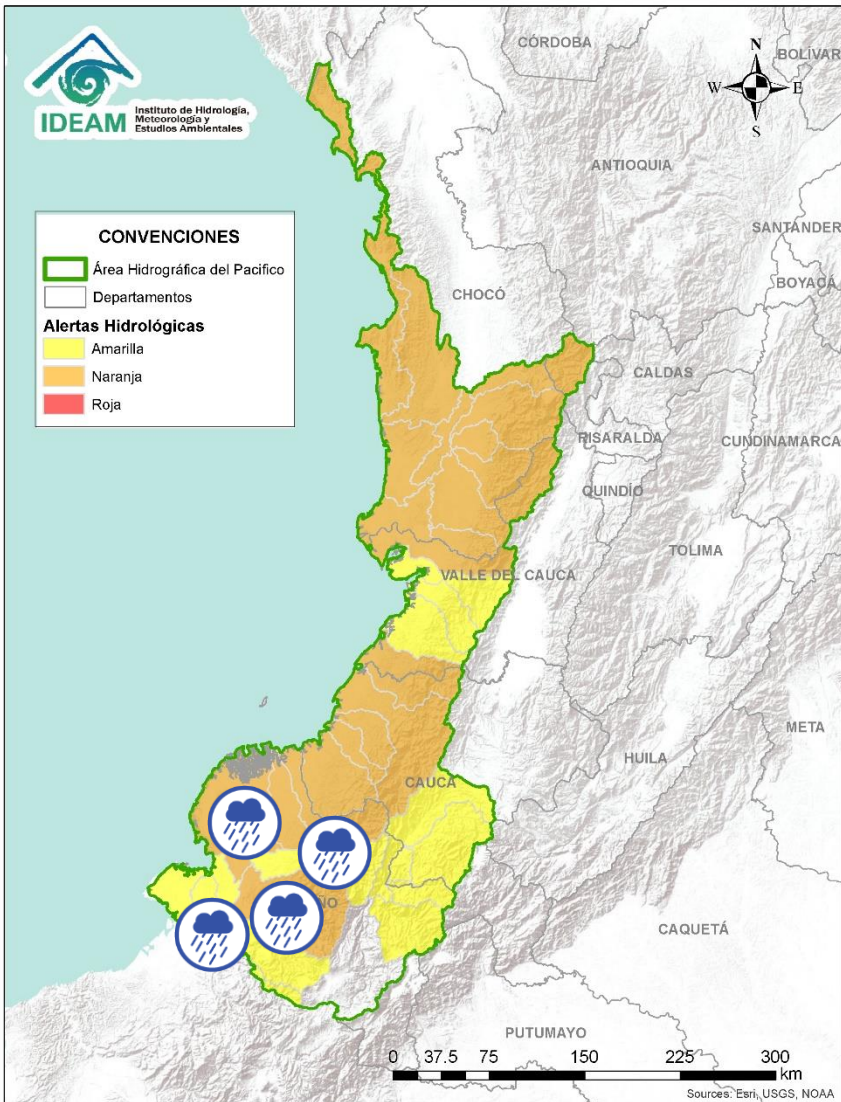 IDEAM
Instituto de Hidrología,
Meteorología y
Estudios Ambientales
CÓRDOBA
BOLÍVAR
N
W
E
S
ANTIOQUIA
SANTANDER
BOYACÁ
CHOCÓ
CONVENCIONES
Área Hidrográfica del Pacifico
Departamentos
Alertas Hidrológicas
Amarilla
Naranja
Roja
CALDAS
RISARALDA
CUNDINAMARCA
QUINDÍO
TOLIMA
VALLE DEL CAUCA
META
HUILA
CAUCA
ÑO
CAQUETÁ
PUTUMAYO
0 37.5 75 150 225 300
km
Sources: Esri, USGS, NOAA